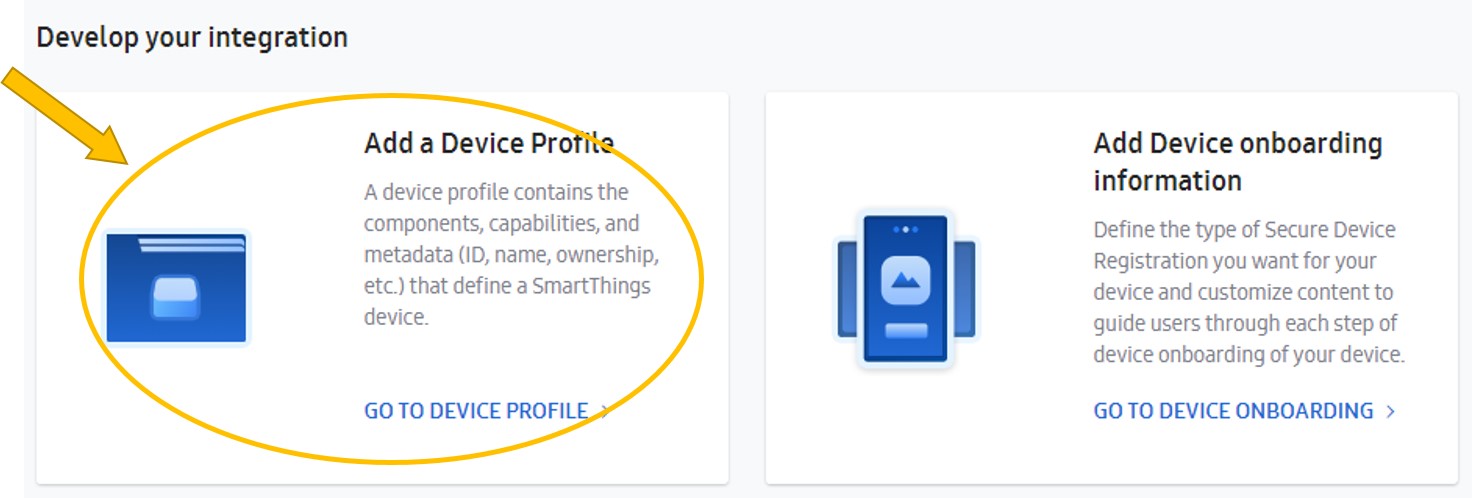 Develop your integration
Add a Device Profile
A device profile contains the
components, capabilities, and
metadata (ID, name, ownership,
etc.) that define a SmartThings
device.
GO TO DEVICE PROFILE >
Add Device onboarding
information
Define the type of Secure Device
Registration you want for your
device and customize content to
guide users through each step of
device onboarding of your device.
GO TO DEVICE ONBOARDING >